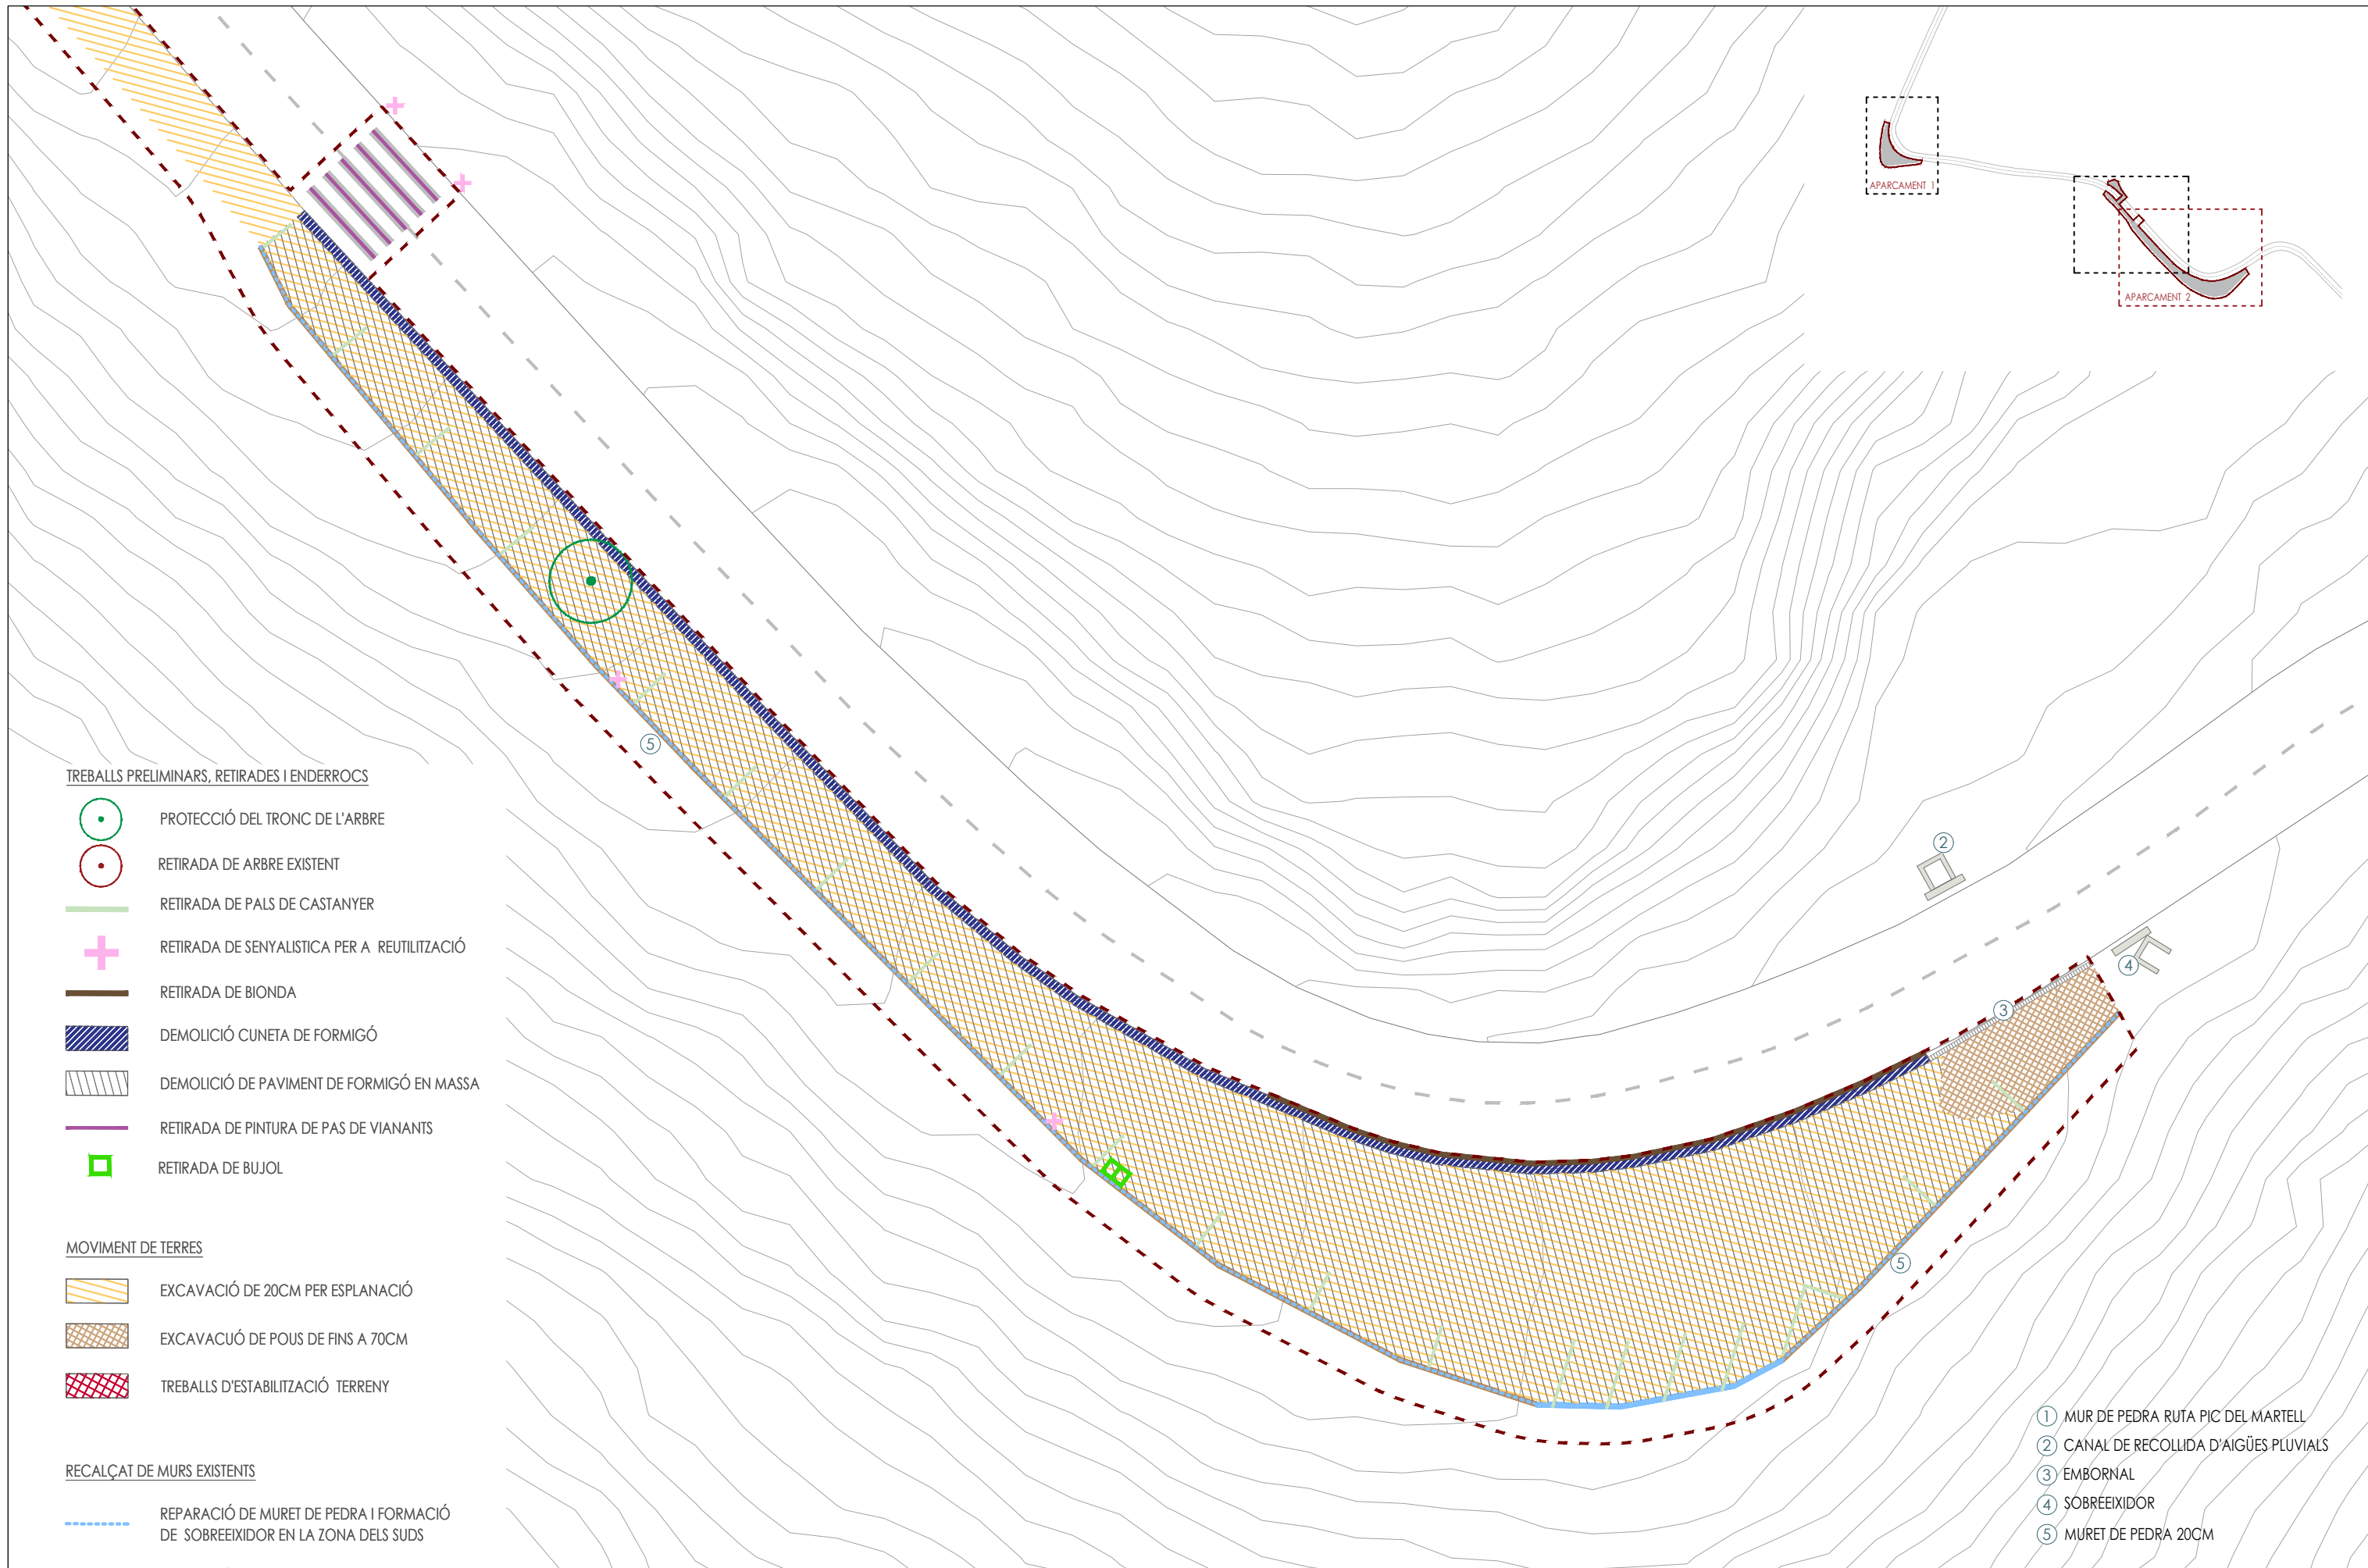 APARCAMENT 1
APARCAMENT 2
5
2
4
3
5
TREBALLS PRELIMINARS, RETIRADES I ENDERROCS
PROTECCIÓ DEL TRONC DE L'ARBRE
RETIRADA DE ARBRE EXISTENT
RETIRADA DE PALS DE CASTANYER
RETIRADA DE SENYALISTICA PER A REUTILITZACIÓ
RETIRADA DE BIONDA
DEMOLICIÓ CUNETA DE FORMIGÓ
DEMOLICIÓ DE PAVIMENT DE FORMIGÓ EN MASSA
RETIRADA DE PINTURA DE PAS DE VIANANTS
RETIRADA DE BUJOL
MOVIMENT DE TERRES
EXCAVACIÓ DE 20CM PER ESPLANACIÓ
EXCAVACUÓ DE POUS DE FINS A 70CM
TREBALLS D'ESTABILITZACIÓ TERRENY
RECALÇAT DE MURS EXISTENTS
REPARACIÓ DE MURET DE PEDRA I FORMACIÓ
DE SOBREEIXIDOR EN LA ZONA DELS SUDS
1 MUR DE PEDRA RUTA PIC DEL MARTELL
2 CANAL DE RECOLLIDA D'AIGÜES PLUVIALS
3 EMBORNAL
4 SOBREEIXIDOR
5 MURET DE PEDRA 20CM